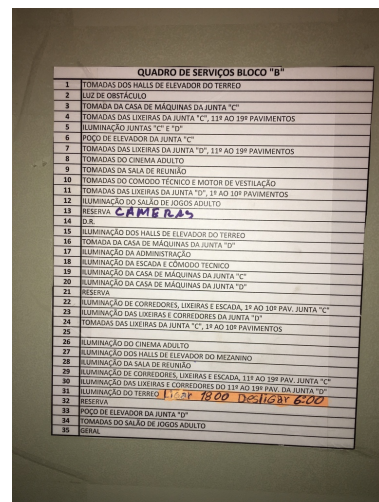 QUADRO DE SERVIÇOS BLOCO "B"
1 TOMADAS DOS HALLS DE ELEVADOR DO TERREO
2 LUZ DE OBSTÁCULO
3 TOMADA DA CASA DE MÁQUINAS DA JUNTA "C"
4 TOMADAS DAS LIXEIRAS DA JUNTA "C", 11º AO 19º PAVIMENTOS
5 ILUMINAÇÃO JUNTAS "C" E "D"
6 POÇO DE ELEVADOR DA JUNTA "C"
7 TOMADAS DAS LIXEIRAS DA JUNTA "D", 11º AO 19º PAVIMENTOS
8 TOMADAS DO CINEMA ADULTO
9 TOMADAS DA SALA DE REUNIÃO
10 TOMADAS DO COMODO TÉCNICO E MOTOR DE VESTILAÇÃO
11 TOMADAS DAS LIXEIRAS DA JUNTA "D", 1º AO 10º PAVIMENTOS
12 ILUMINAÇÃO DO SALÃO DE JOGOS ADULTO
13 RESERVA CAMERAS
14 D.R.
15 ILUMINAÇÃO DOS HALLS DE ELEVADOR DO TERREO
16 TOMADA DA CASA DE MÁQUINAS DA JUNTA "D"
17 ILUMINAÇÃO DA ADMINISTRAÇÃO
18 ILUMINAÇÃO DA ESCADA E CÔMODO TECNICO
19 ILUMINAÇÃO DA CASA DE MÁQUINAS DA JUNTA "C"
20 ILUMINAÇÃO DA CASA DE MÁQUINAS DA JUNTA "D"
21 RESERVA
22 ILUMINAÇÃO DE CORREDORES, LIXEIRAS E ESCADA, 1º AO 10º PAV. JUNTA "C"
23 ILUMINAÇÃO DAS LIXEIRAS E CORREDORES DA JUNTA "D"
24 TOMADAS DAS LIXEIRAS DA JUNTA "C", 1º AO 10º PAVIMENTOS
25
26 ILUMINAÇÃO DO CINEMA ADULTO
27 ILUMINAÇÃO DOS HALLS DE ELEVADOR DO MEZANINO
28 ILUMINAÇÃO DA SALA DE REUNIÃO
29 ILUMINAÇÃO DE CORREDORES, LIXEIRAS E ESCADA, 11º AO 19º PAV. JUNTA "C"
30 ILUMINAÇÃO DAS LIXEIRAS E CORREDORES DO 11º AO 19º PAV. DA JUNTA "D"
31 ILUMINAÇÃO DO TERREO LIGAR 18:00 DESLIGAR 6:00
32 RESERVA
33 POÇO DE ELEVADOR DA JUNTA "D"
34 TOMADAS DO SALÃO DE JOGOS ADULTO
35 GERAL